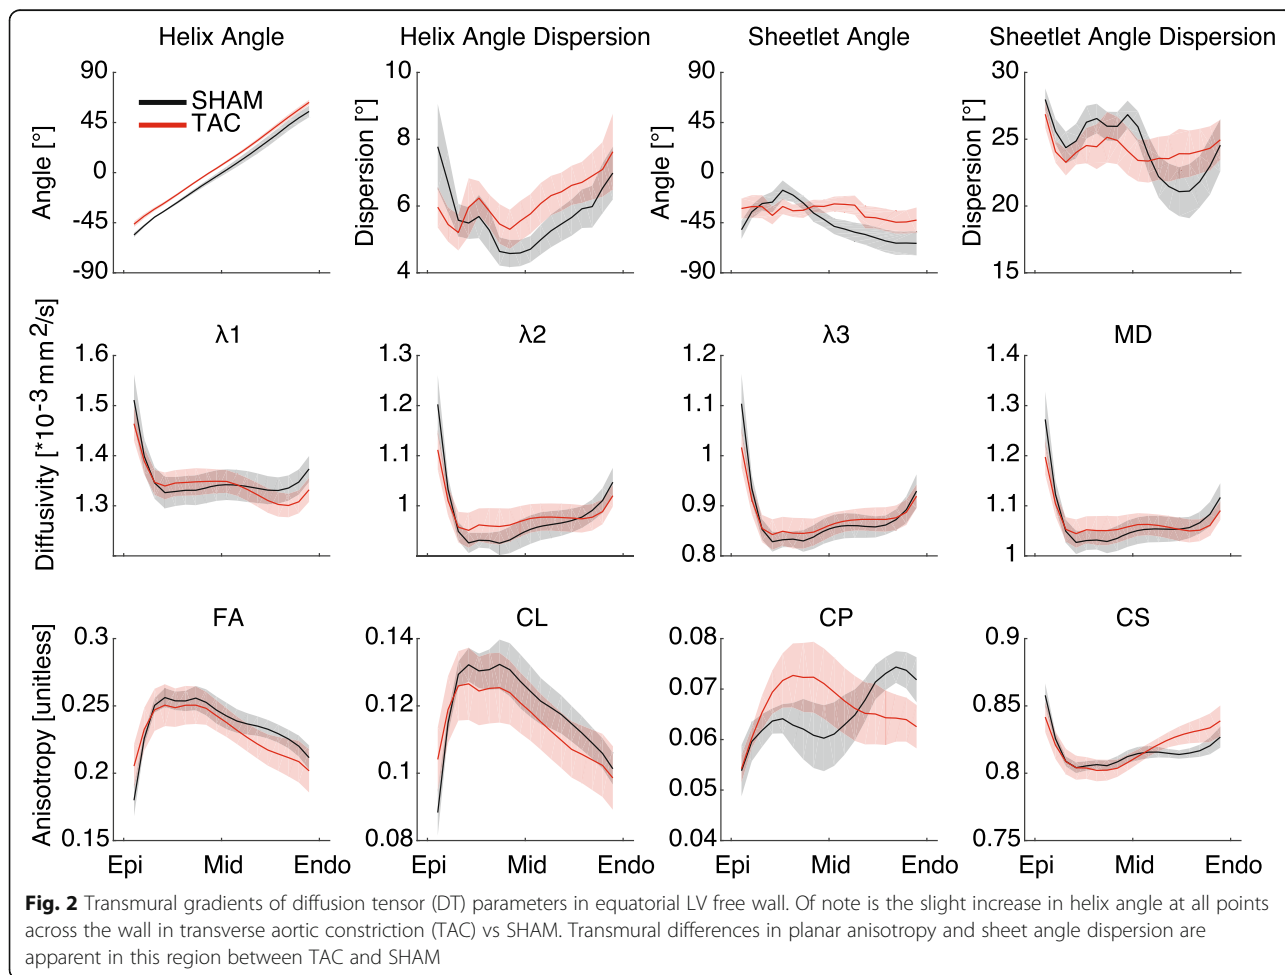 Helix Angle
Helix Angle Dispersion
Sheetlet Angle
Sheetlet Angle Dispersion
Angle [°]
90
45
0
-45
-90
SHAM
TAC
Dispersion [°]
10
8
6
4
Angle [°]
90
45
0
-45
-90
Dispersion [°]
30
25
20
15
λ1
λ2
λ3
MD
Diffusivity [*10-3mm2/s]
1.6
1.5
1.4
1.3
1.3
1.2
1.1
1
1.2
1.1
1
0.9
0.8
1.4
1.3
1.2
1.1
1
FA
CL
CP
CS
Anisotropy [unitless]
0.3
0.25
0.2
0.15
0.14
0.12
0.1
0.08
0.08
0.07
0.06
0.05
0.04
0.9
0.85
0.8
0.75
Epi Mid Endo
Epi Mid Endo
Epi Mid Endo
Epi Mid Endo
Fig. 2 Transmural gradients of diffusion tensor (DT) parameters in equatorial LV free wall. Of note is the slight increase in helix angle at all points
across the wall in transverse aortic constriction (TAC) vs SHAM. Transmural differences in planar anisotropy and sheet angle dispersion are
apparent in this region between TAC and SHAM